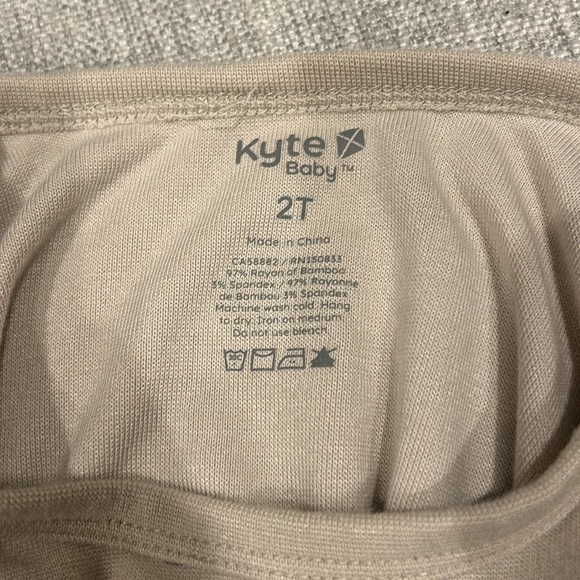 Kyte
Baby™
2T
Made in China
CA58882 / RN150833
97% Rayon of Bamboo
3% Spandex / 97% Rayonne
de Bambou 3% Spandex
Machine wash cold. Hang
to dry. Iron on medium.
Do not use bleach.
30C